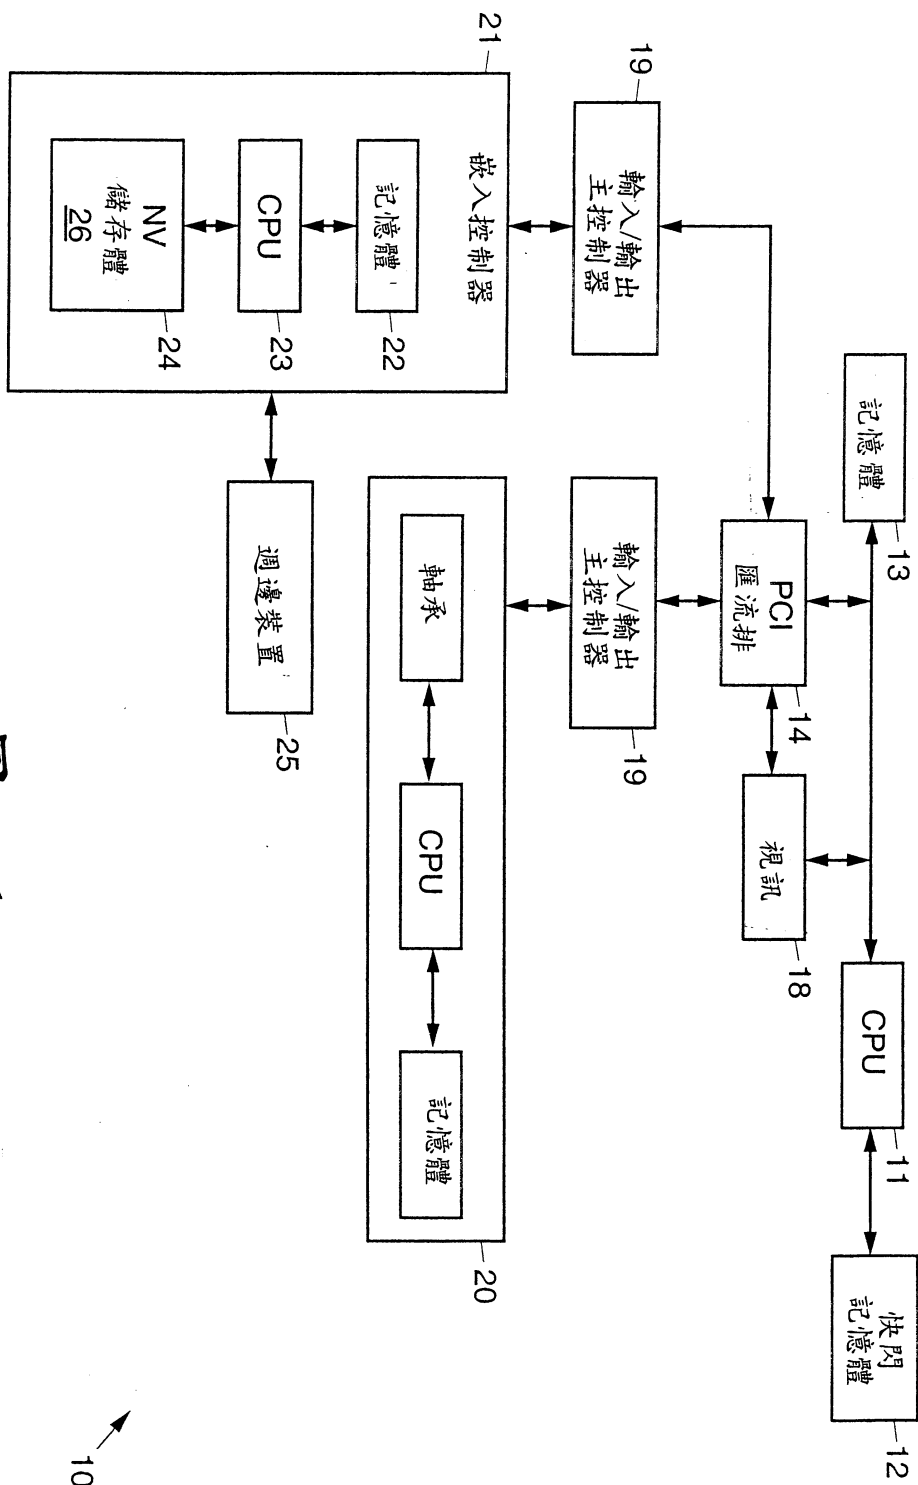 記憶體
13
CPU
11
快閃
記憶體
12
PCI
匯流排
14
視訊
18
輸入/輸出
主控制器
19
輸入/輸出
主控制器
19
21
嵌入控制器
記憶體
22
CPU
23
NV
儲存體
26
24
軸承
CPU
記憶體
20
周邊裝置
25
10